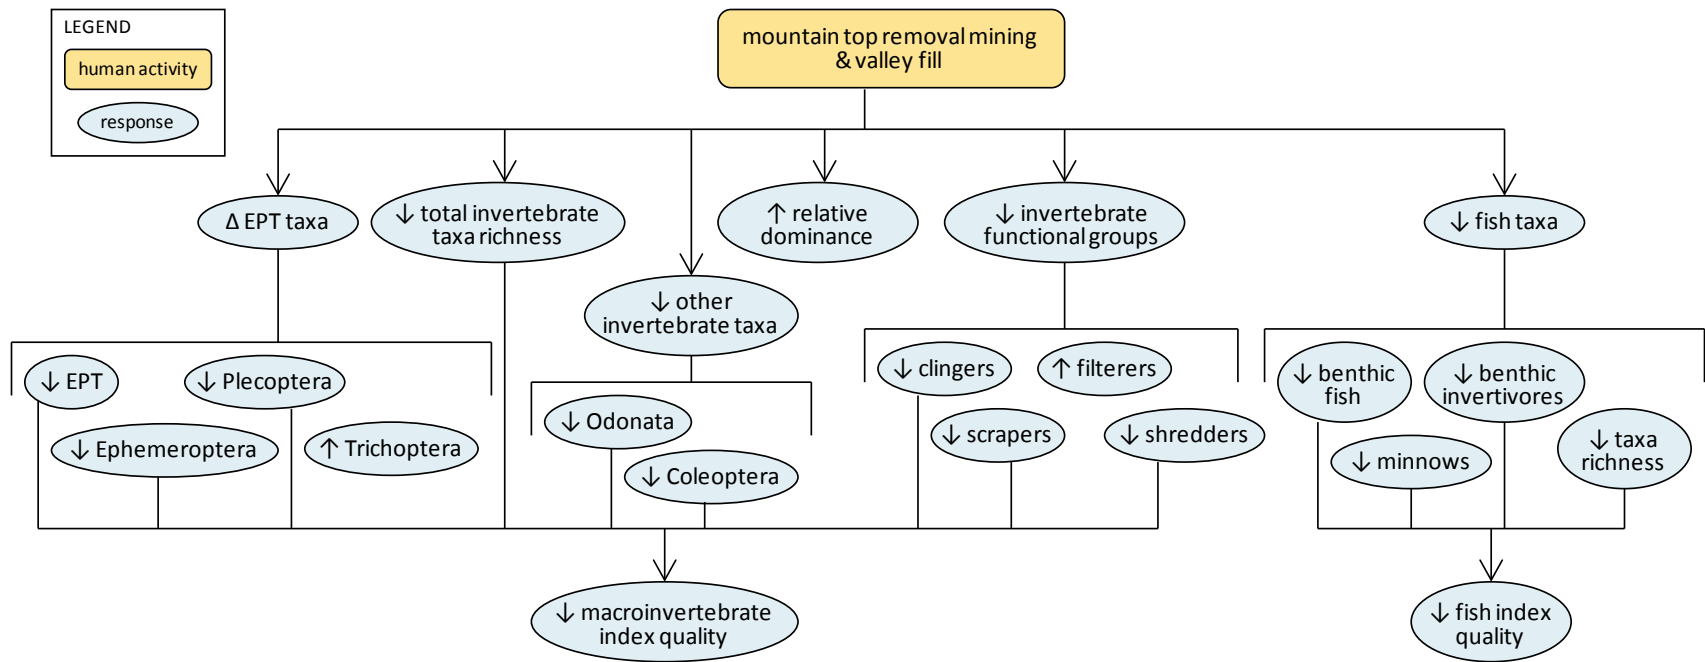 LEGEND
human activity
response
mountain top removal mining
& valley fill
Δ EPT taxa
↓ total invertebrate
taxa richness
↓ other
invertebrate taxa
↑ relative
dominance
↓ invertebrate
functional groups
↓ fish taxa
↓ EPT
↓ Plecoptera
↓ Ephemeroptera
↑ Trichoptera
↓ Odonata
↓ Coleoptera
↓ clingers
↑ filterers
↓ scrapers
↓ shredders
↓ benthic
fish
↓ benthic
invertivores
↓ minnows
↓ taxa
richness
↓ macroinvertebrate
index quality
↓ fish index
quality